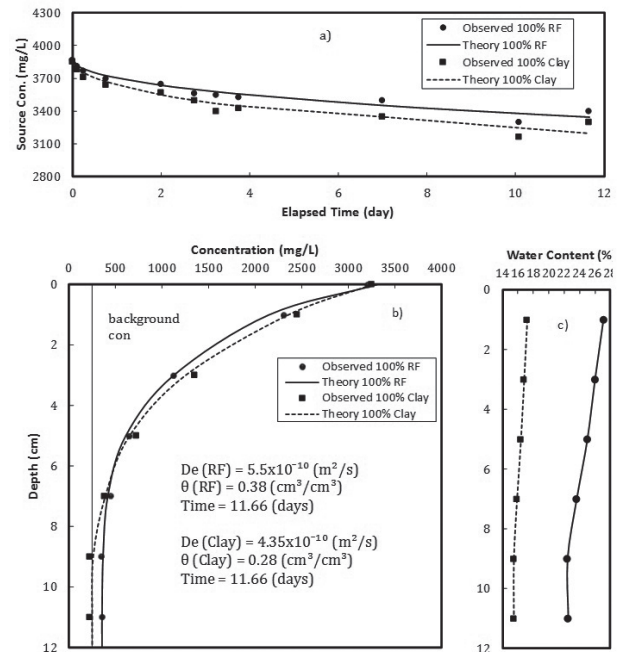 a)
Source Con. (mg/L)
4300
4000
3700
3400
3100
2800
0
2
4
6
8
10
12
Elapsed Time (day)
Observed 100% RF
Theory 100% RF
Observed 100% Clay
Theory 100% Clay
Concentration (mg/L)
0
500
1000
1500
2000
2500
3000
3500
4000
b)
background
con
Observed 100% RF
Theory 100% RF
Observed 100% Clay
Theory 100% Clay
Depth (cm)
0
2
4
6
8
10
12
De (RF) = 5.5x10⁻¹⁰ (m²/s)
θ (RF) = 0.38 (cm³/cm³)
Time = 11.66 (days)
De (Clay) = 4.35x10⁻¹⁰ (m²/s)
θ (Clay) = 0.28 (cm³/cm³)
Time = 11.66 (days)
Water Content (%
14 16 18 20 22 24 26 28
c)
0
2
4
6
8
10
12